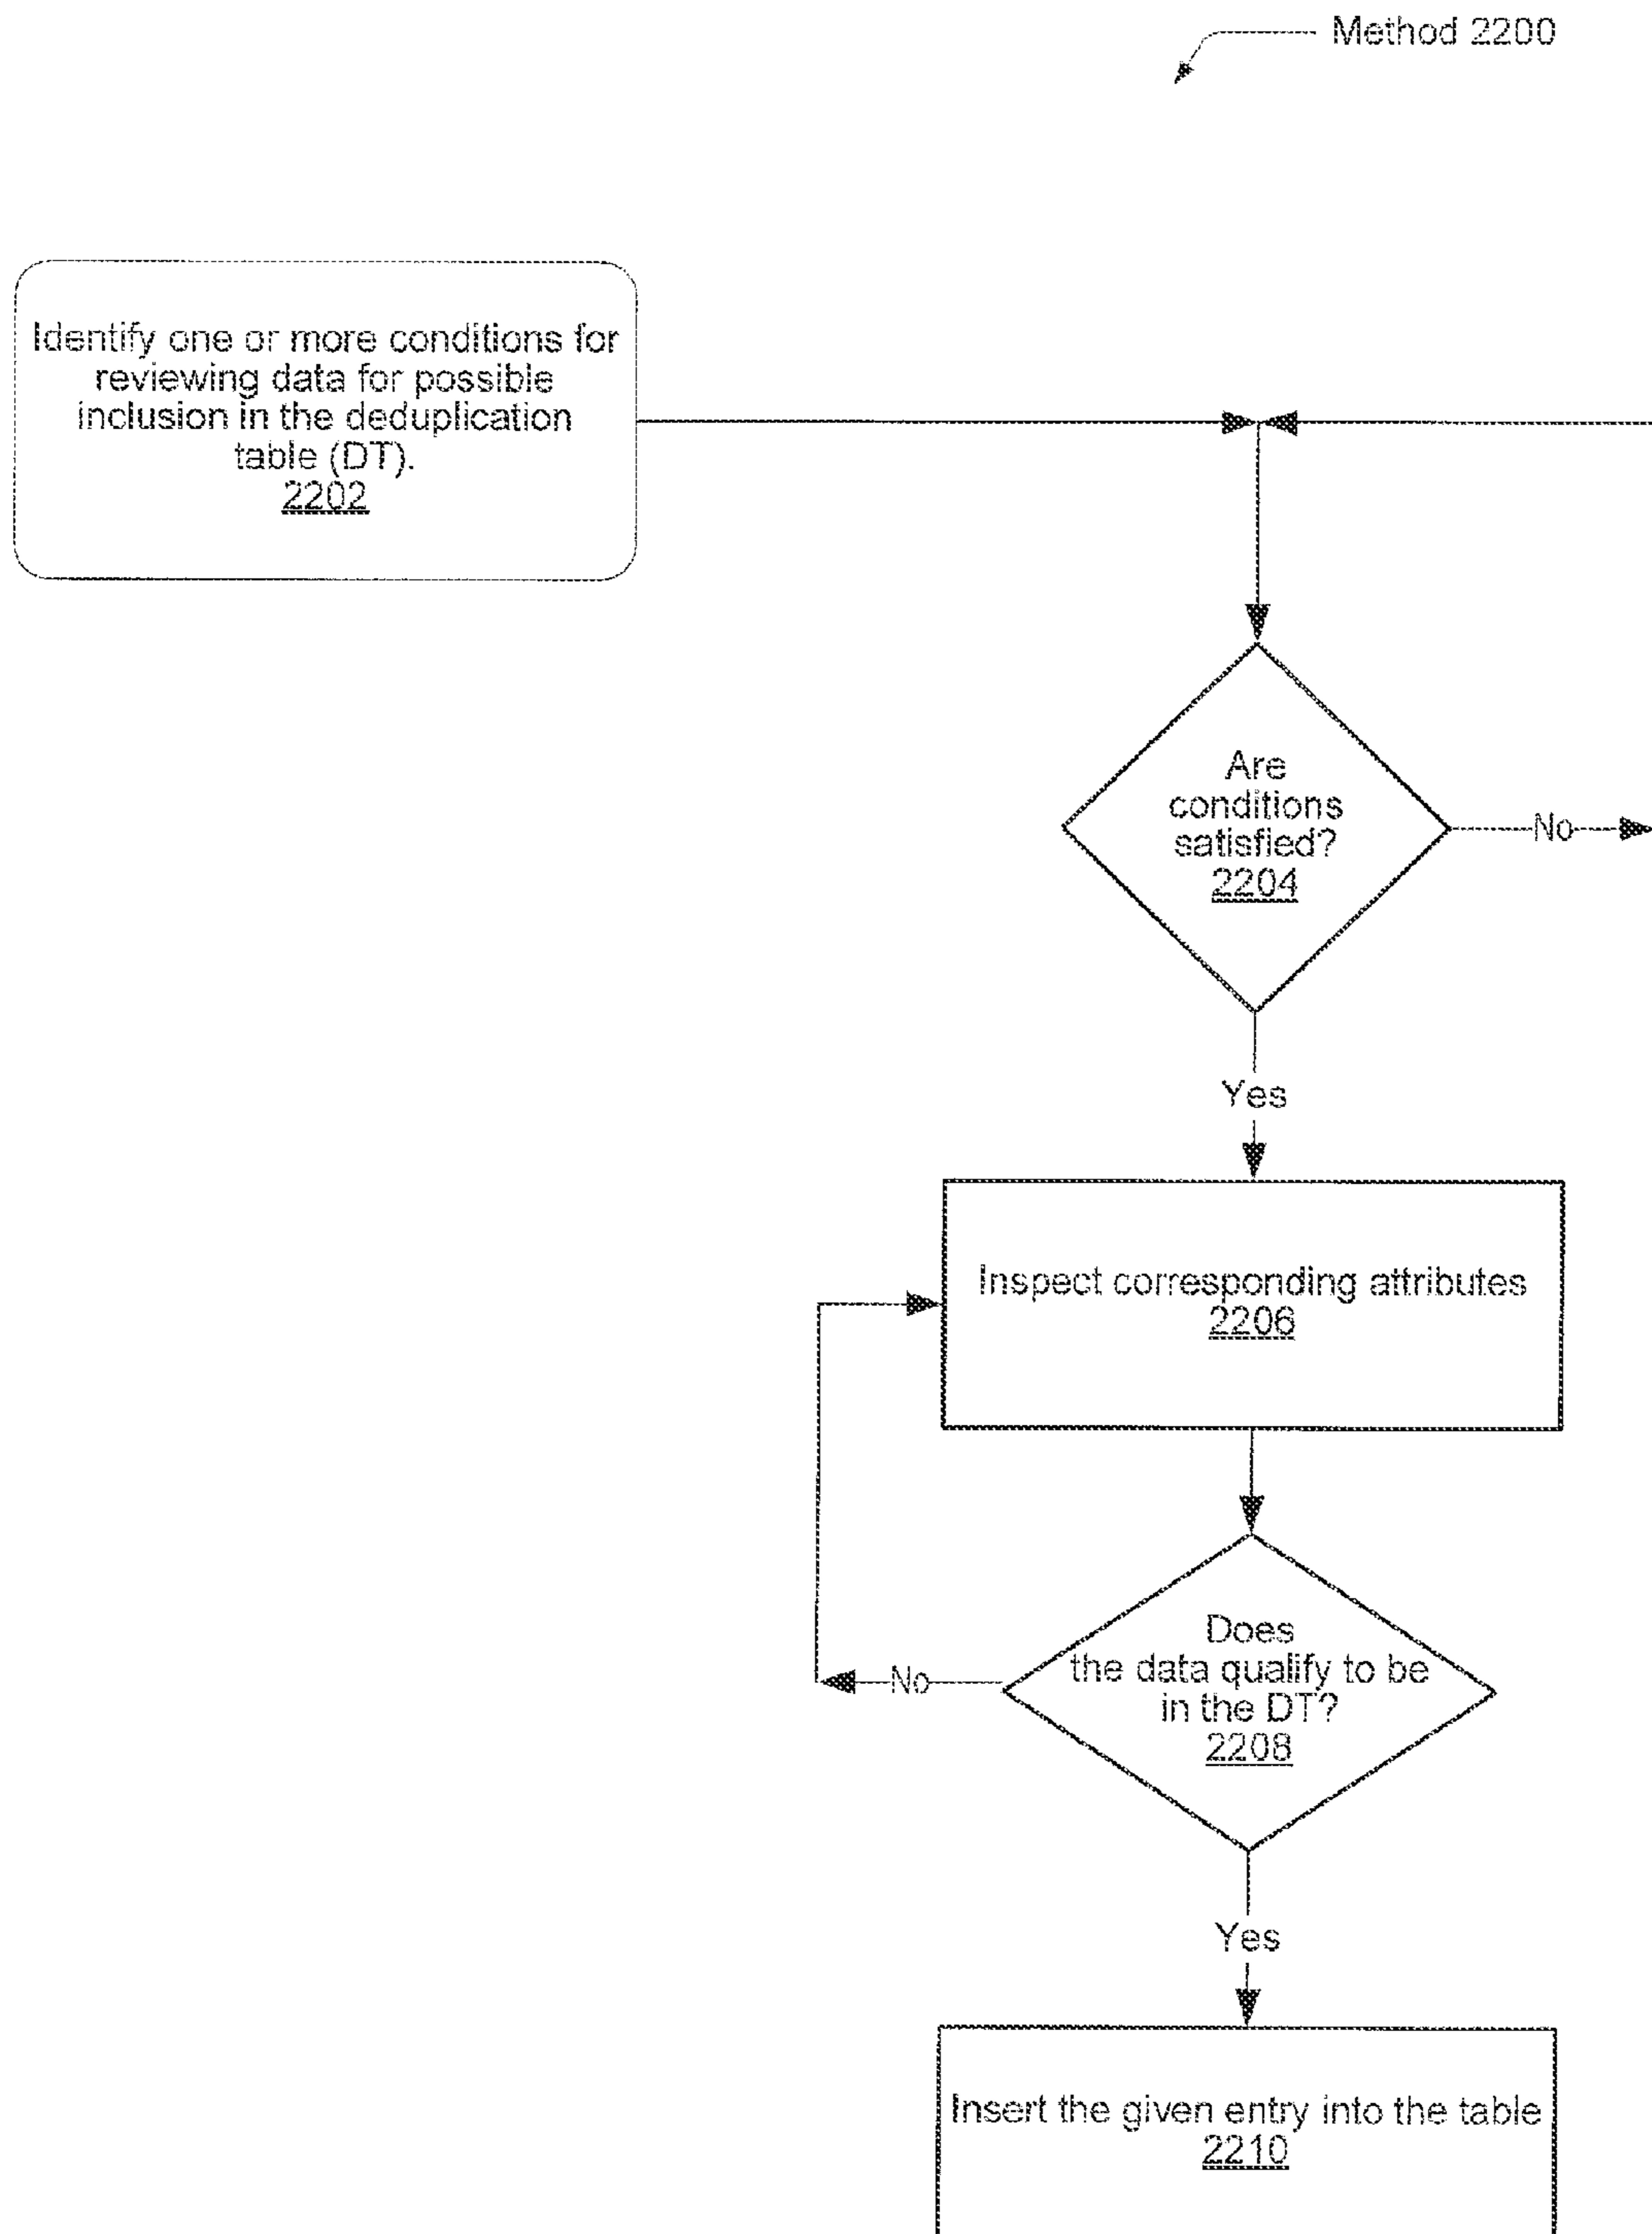 Method 2200
Identify one or more conditions for
reviewing data for possible
inclusion in the deduplication
table (DT).
2202
Are
conditions
satisfied?
2204
No
Yes
Inspect corresponding attributes
2206
Does
the data qualify to be
in the DT?
2208
No
Yes
Insert the given entry into the table
2210